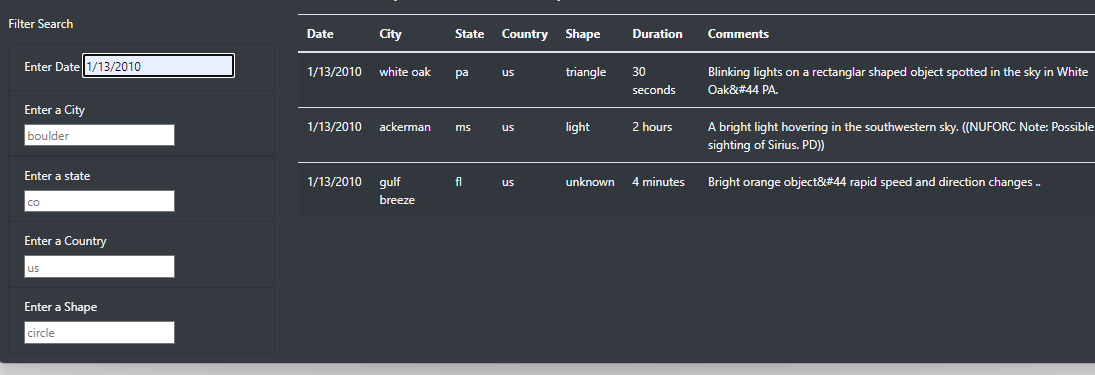 Filter Search
Enter Date 1/13/2010
Enter a City
boulder
Enter a state
co
Enter a Country
us
Enter a Shape
circle
Date City State Country Shape Duration Comments
1/13/2010 white oak pa us triangle 30 seconds Blinking lights on a rectanglar shaped object spotted in the sky in White
Oak&#44 PA.
1/13/2010 ackerman ms us light 2 hours A bright light hovering in the southwestern sky. ((NUFORC Note: Possible
sighting of Sirius. PD))
1/13/2010 gulf breeze fl us unknown 4 minutes Bright orange object&#44 rapid speed and direction changes ..